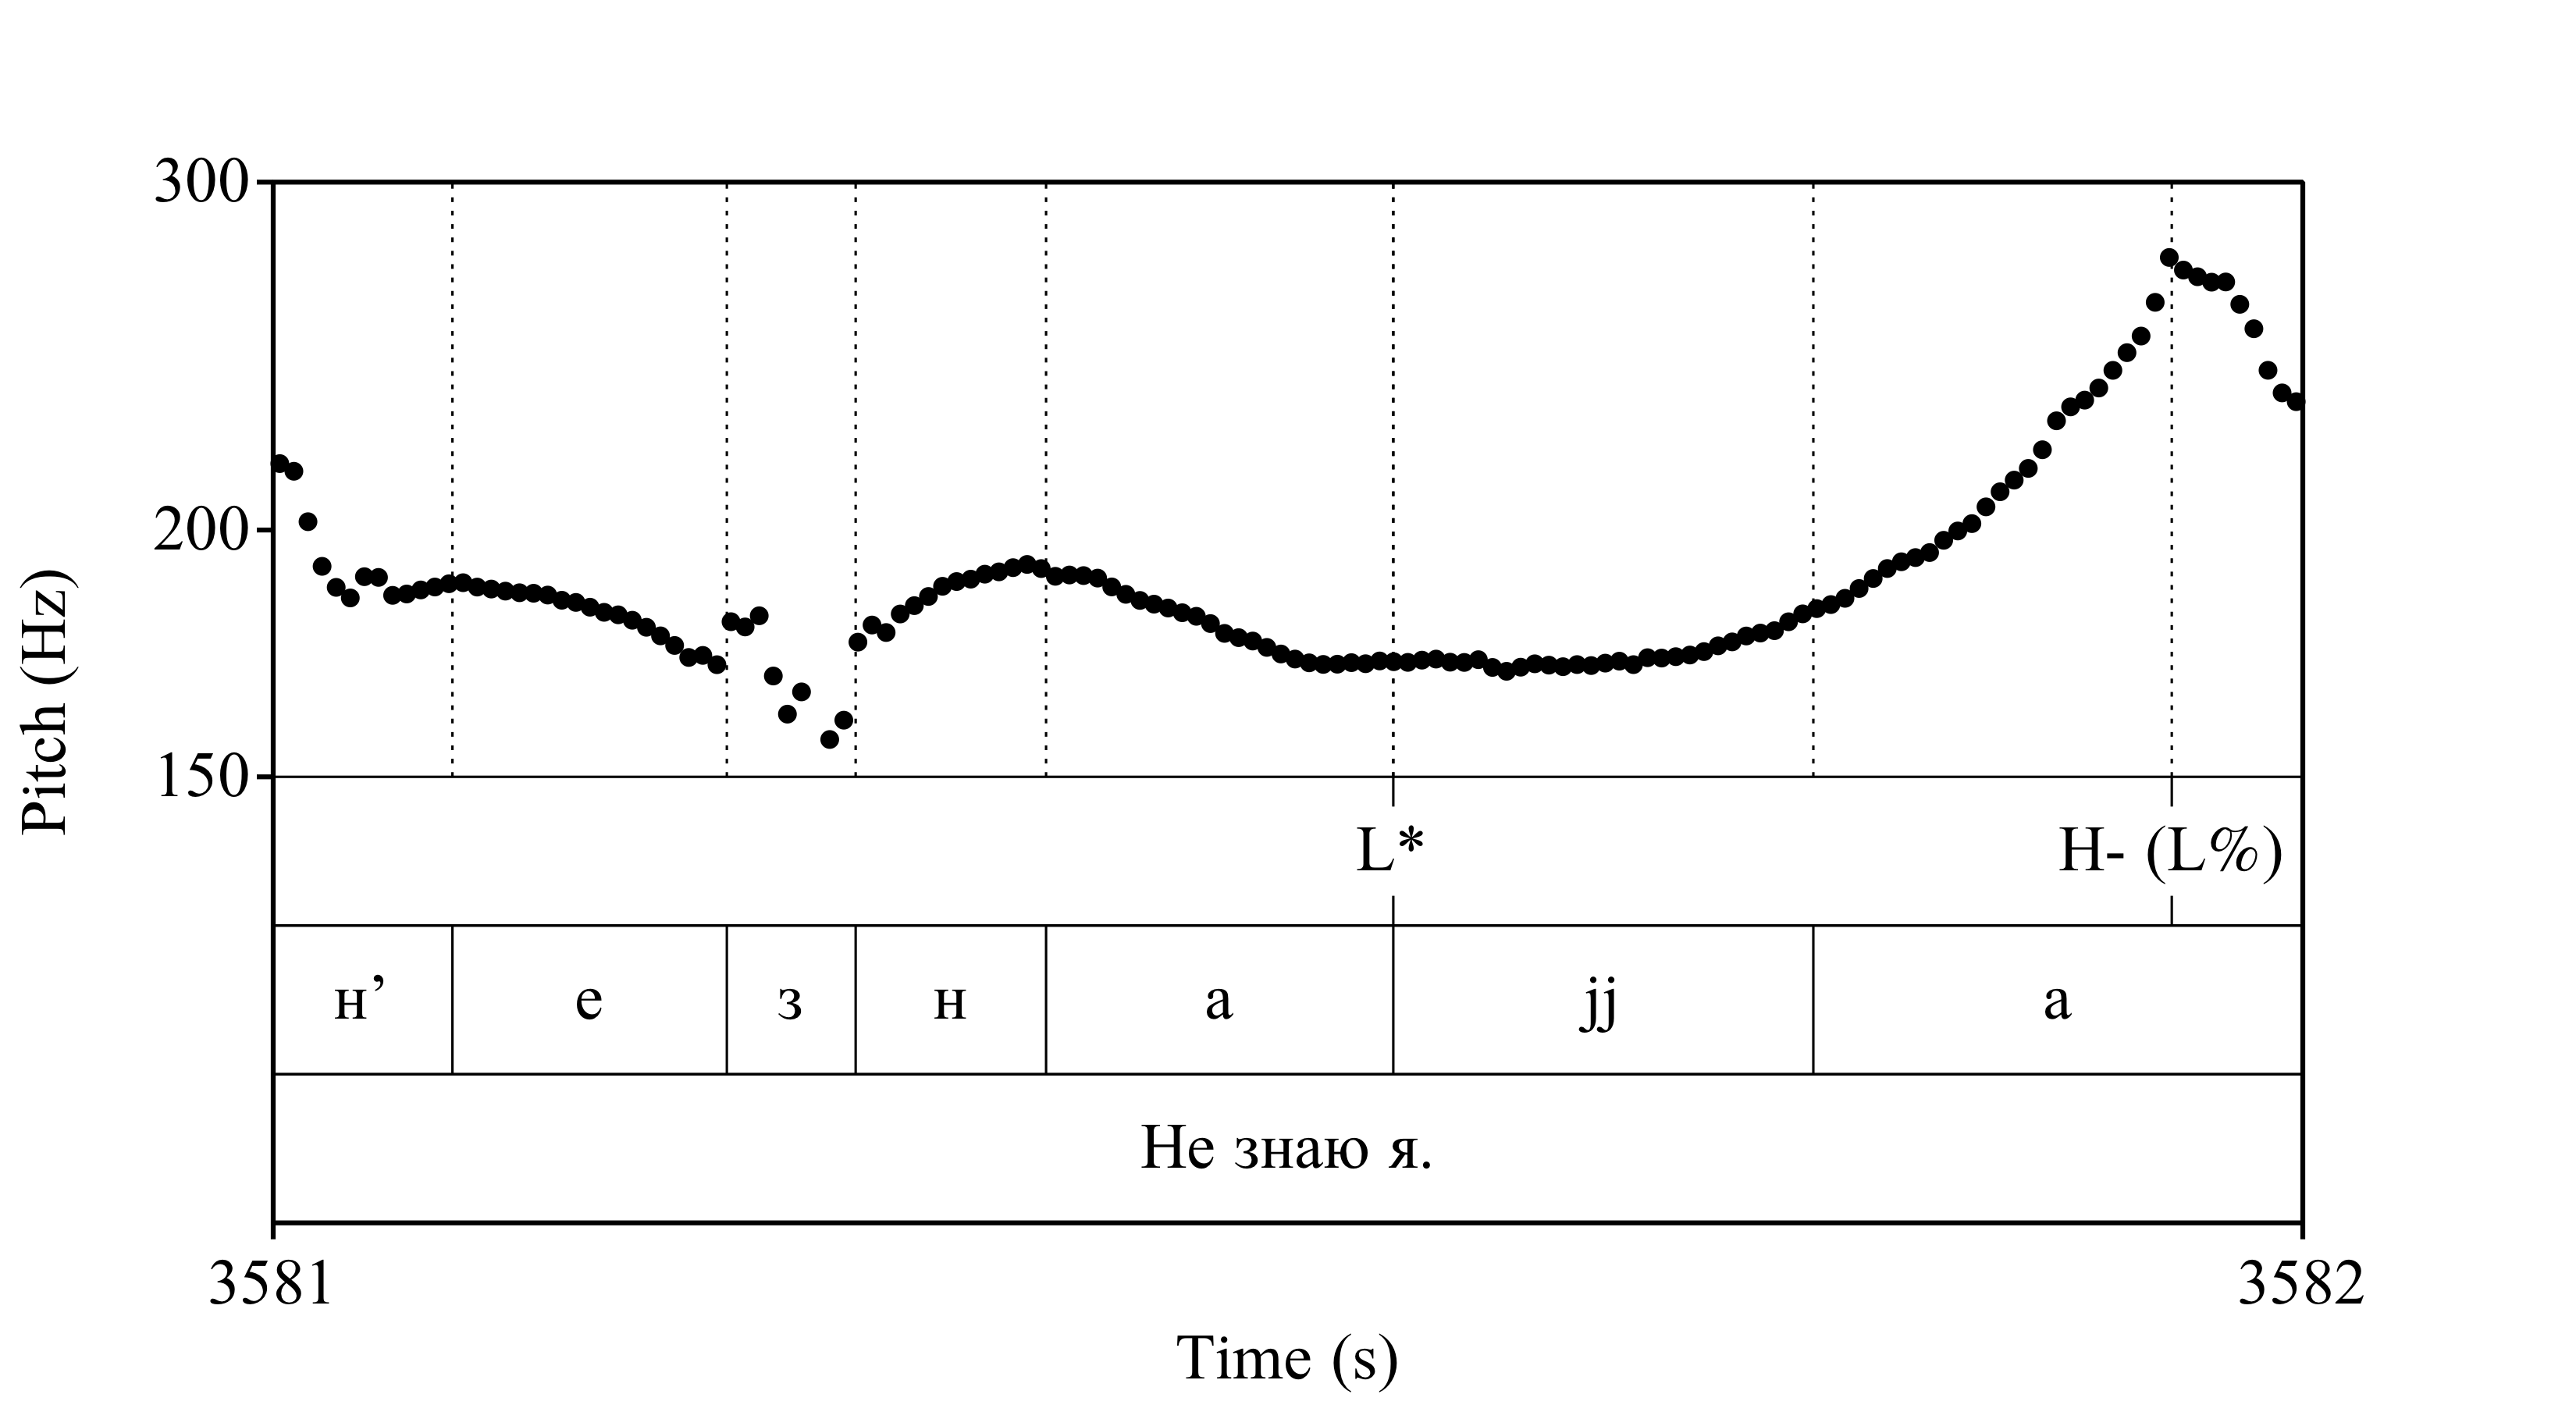 300
200
150
Pitch (Hz)
L* H- (L%)
н’ е з н а jj а
Не знаю я.
3581 3582
Time (s)